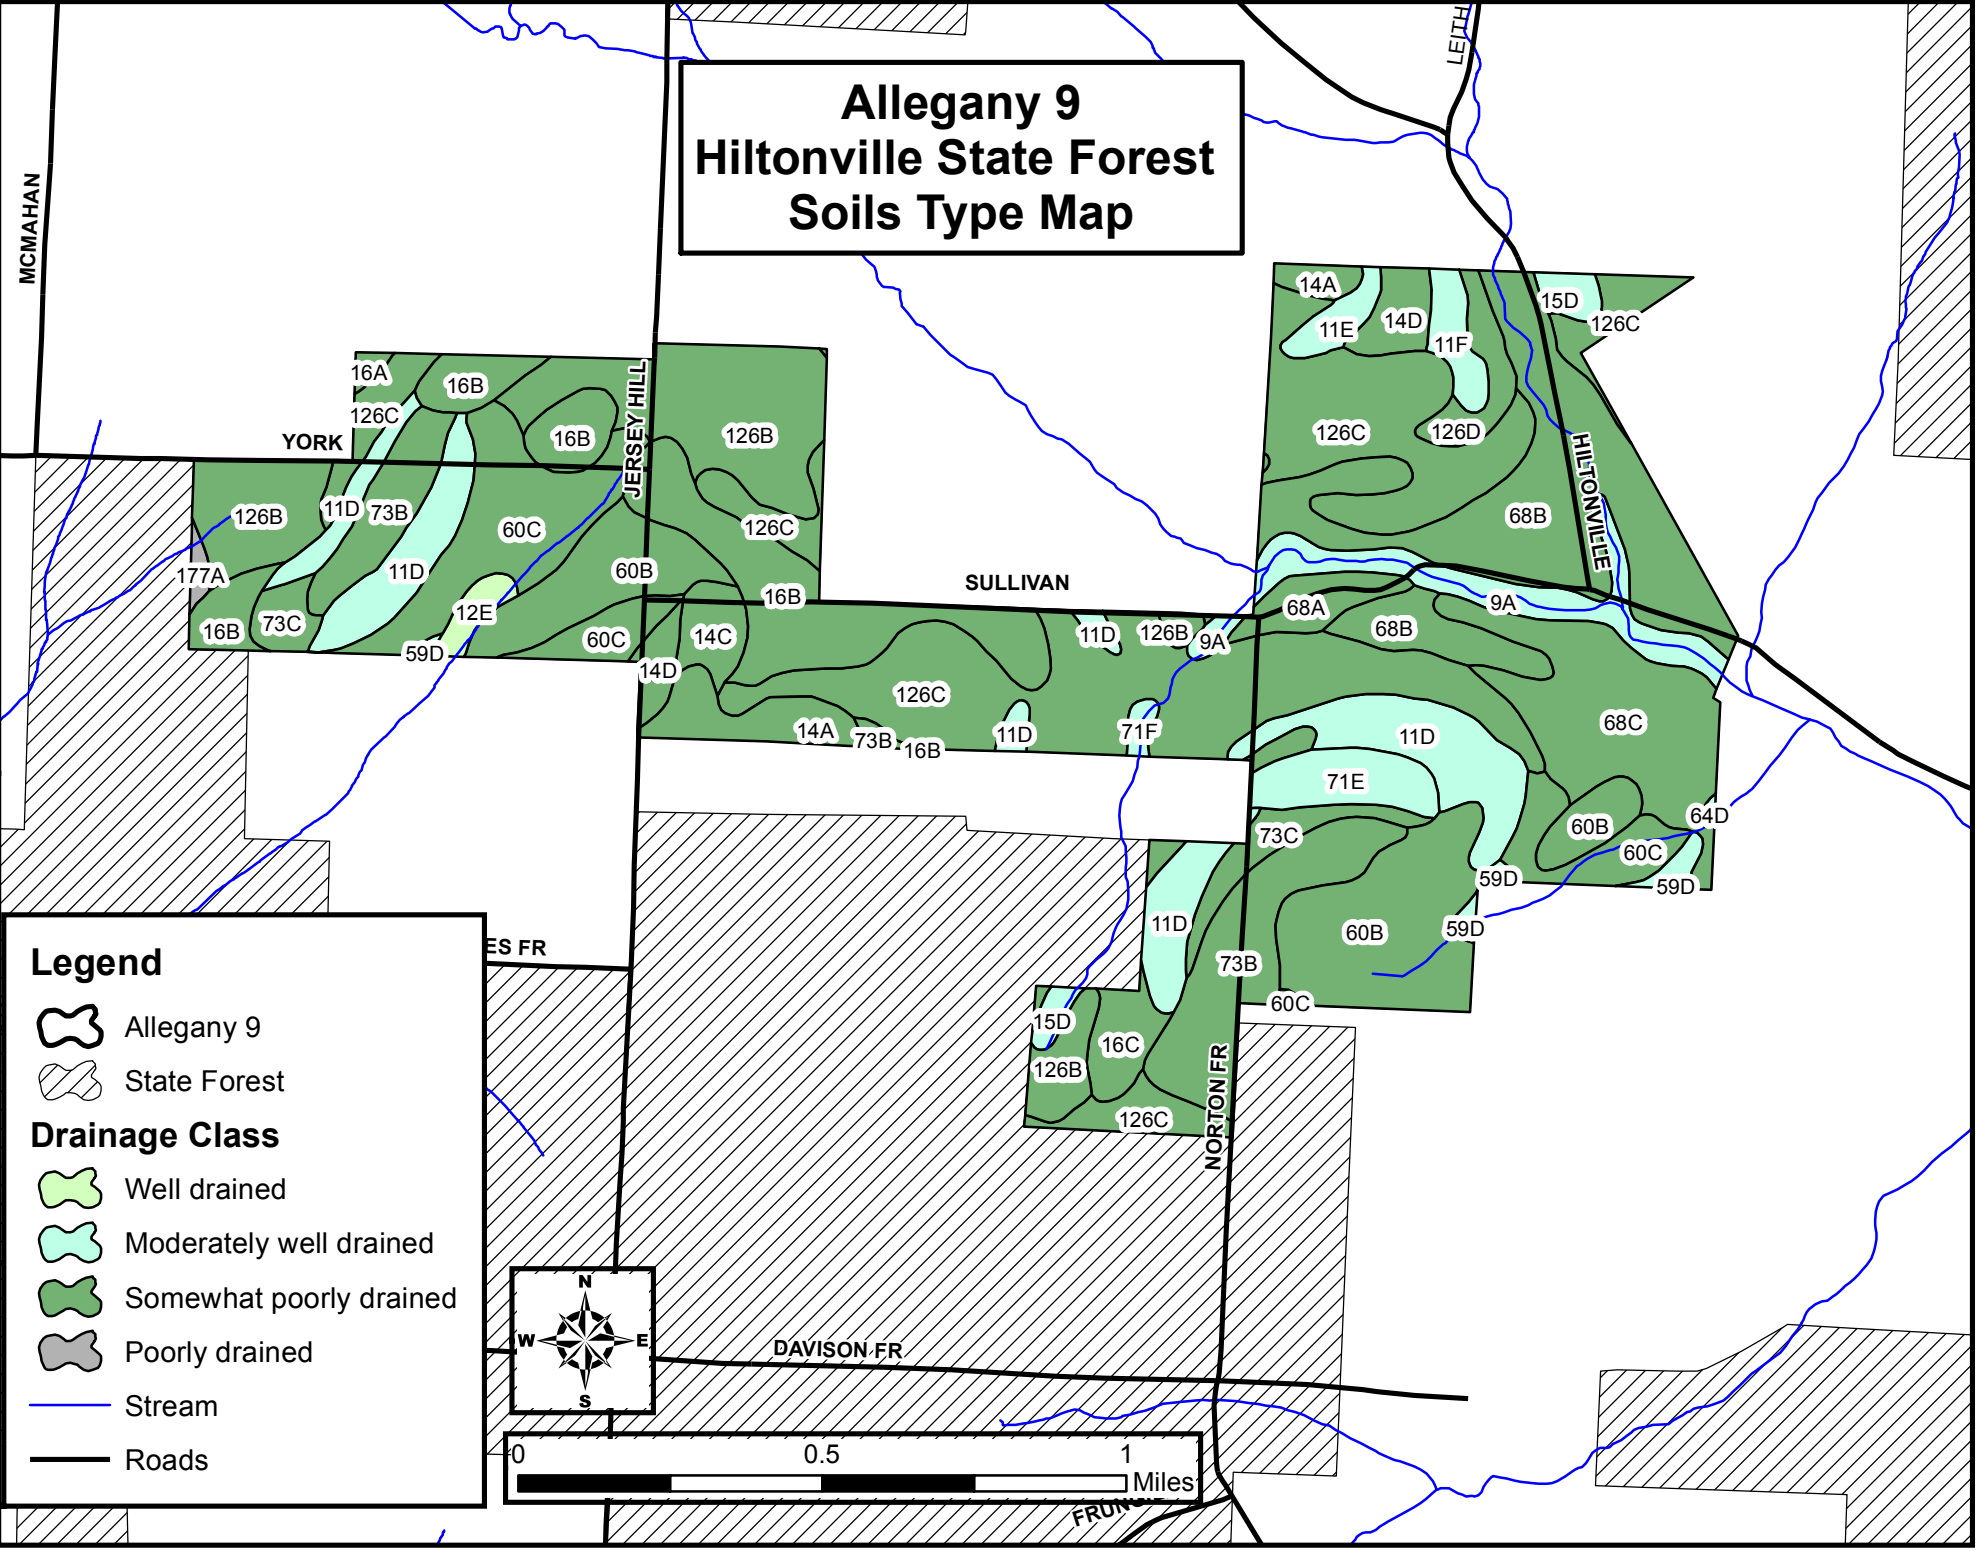 LEITH
Allegany 9
Hiltonville State Forest
Soils Type Map
MCMAHAN
14A
15D
11E
14D
126C
11F
16A
16B
126C
JERSEY HILL
YORK
16B
126B
126C
126D
HILTONVILLE
126B
11D
73B
60C
126C
68B
177A
11D
60B
SULLIVAN
16B
9A
68A
12E
16B
73C
60C
14C
11D
126B
9A
68B
59D
14D
126C
68C
14A
73B
16B
11D
71F
11D
71E
64D
73C
60B
60C
59D
59D
11D
60B
59D
ES FR
73B
60C
15D
16C
126B
126C
NORTON FR
Legend
Allegany 9
State Forest
Drainage Class
Well drained
Moderately well drained
Somewhat poorly drained
Poorly drained
Stream
Roads
N
W
E
S
DAVISON FR
0 0.5 1
Miles